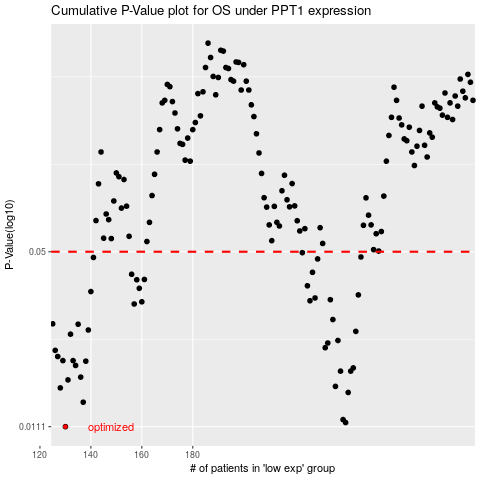 Cumulative P-Value plot for OS under PPT1 expression
P-Value(log10)
0.05
0.0111
optimized
120 140 160 180
# of patients in 'low exp' group